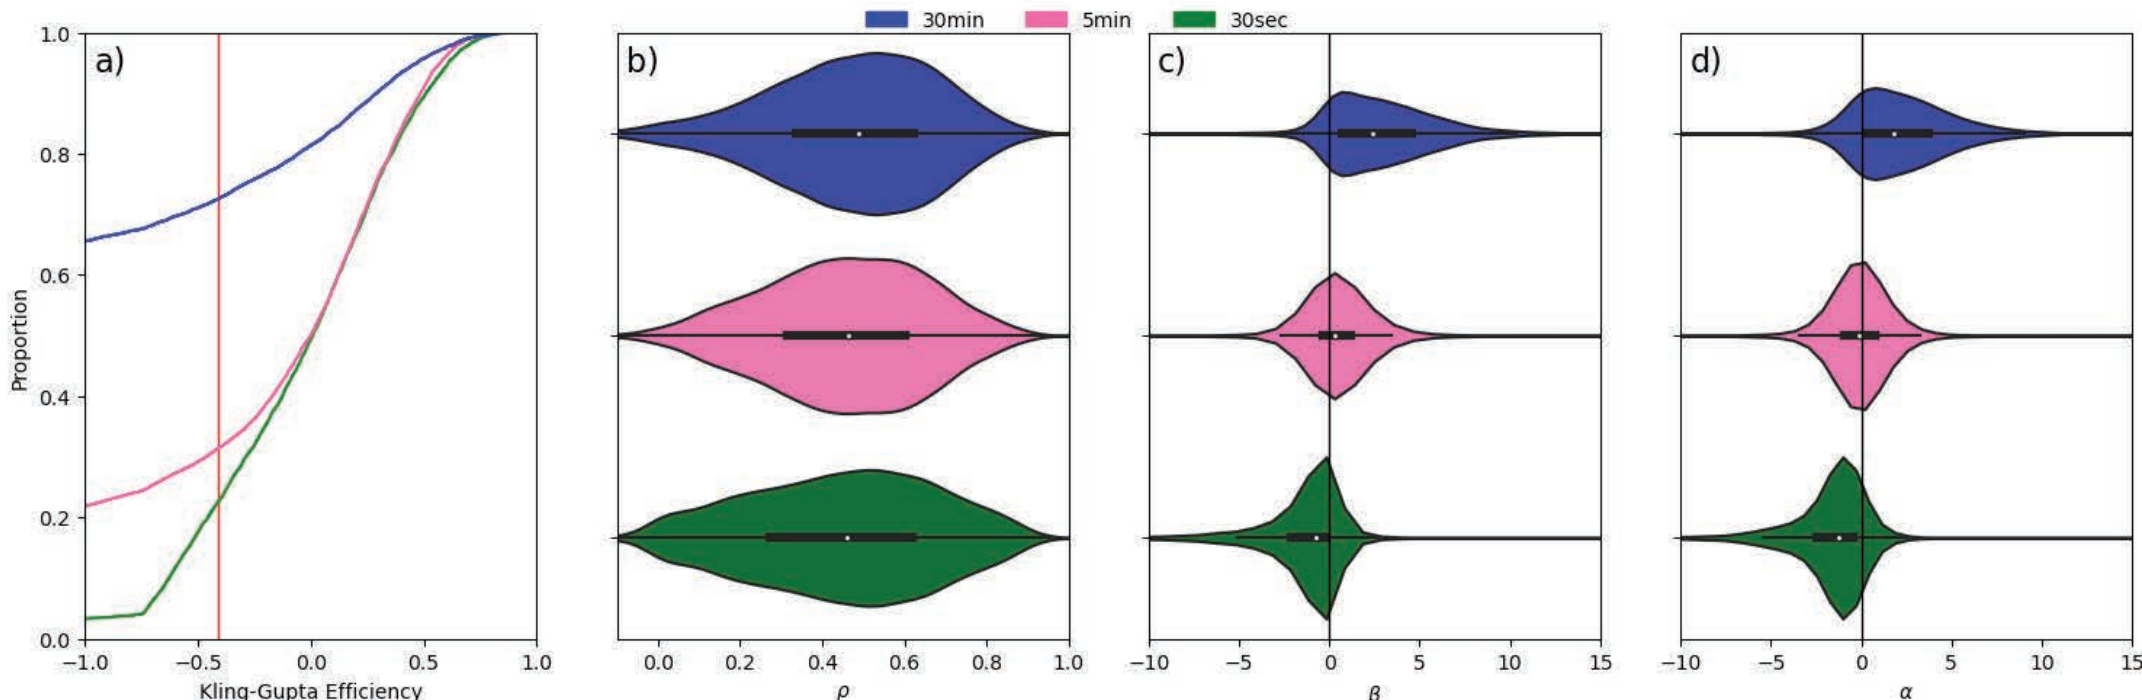 30min 5min 30sec
a)
b)
c)
d)
1.0
0.8
0.6
0.4
0.2
0.0
Proportion
−1.0 −0.5 0.0 0.5 1.0
Kling-Gupta Efficiency
0.0 0.2 0.4 0.6 0.8 1.0
ρ
−10 −5 0 5 10 15
β
−10 −5 0 5 10 15
α